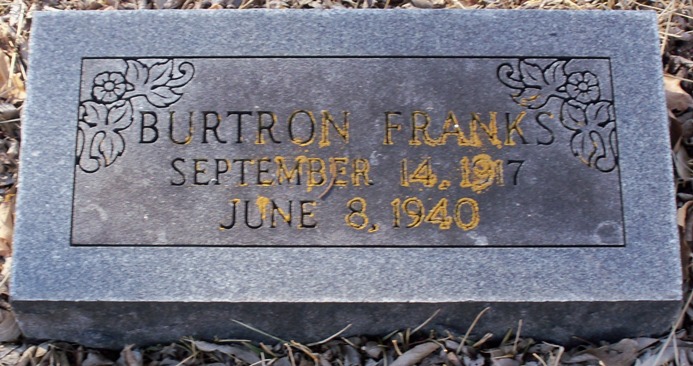 BURTRON FRANKS
SEPTEMBER 14, 1917
JUNE 8, 1940